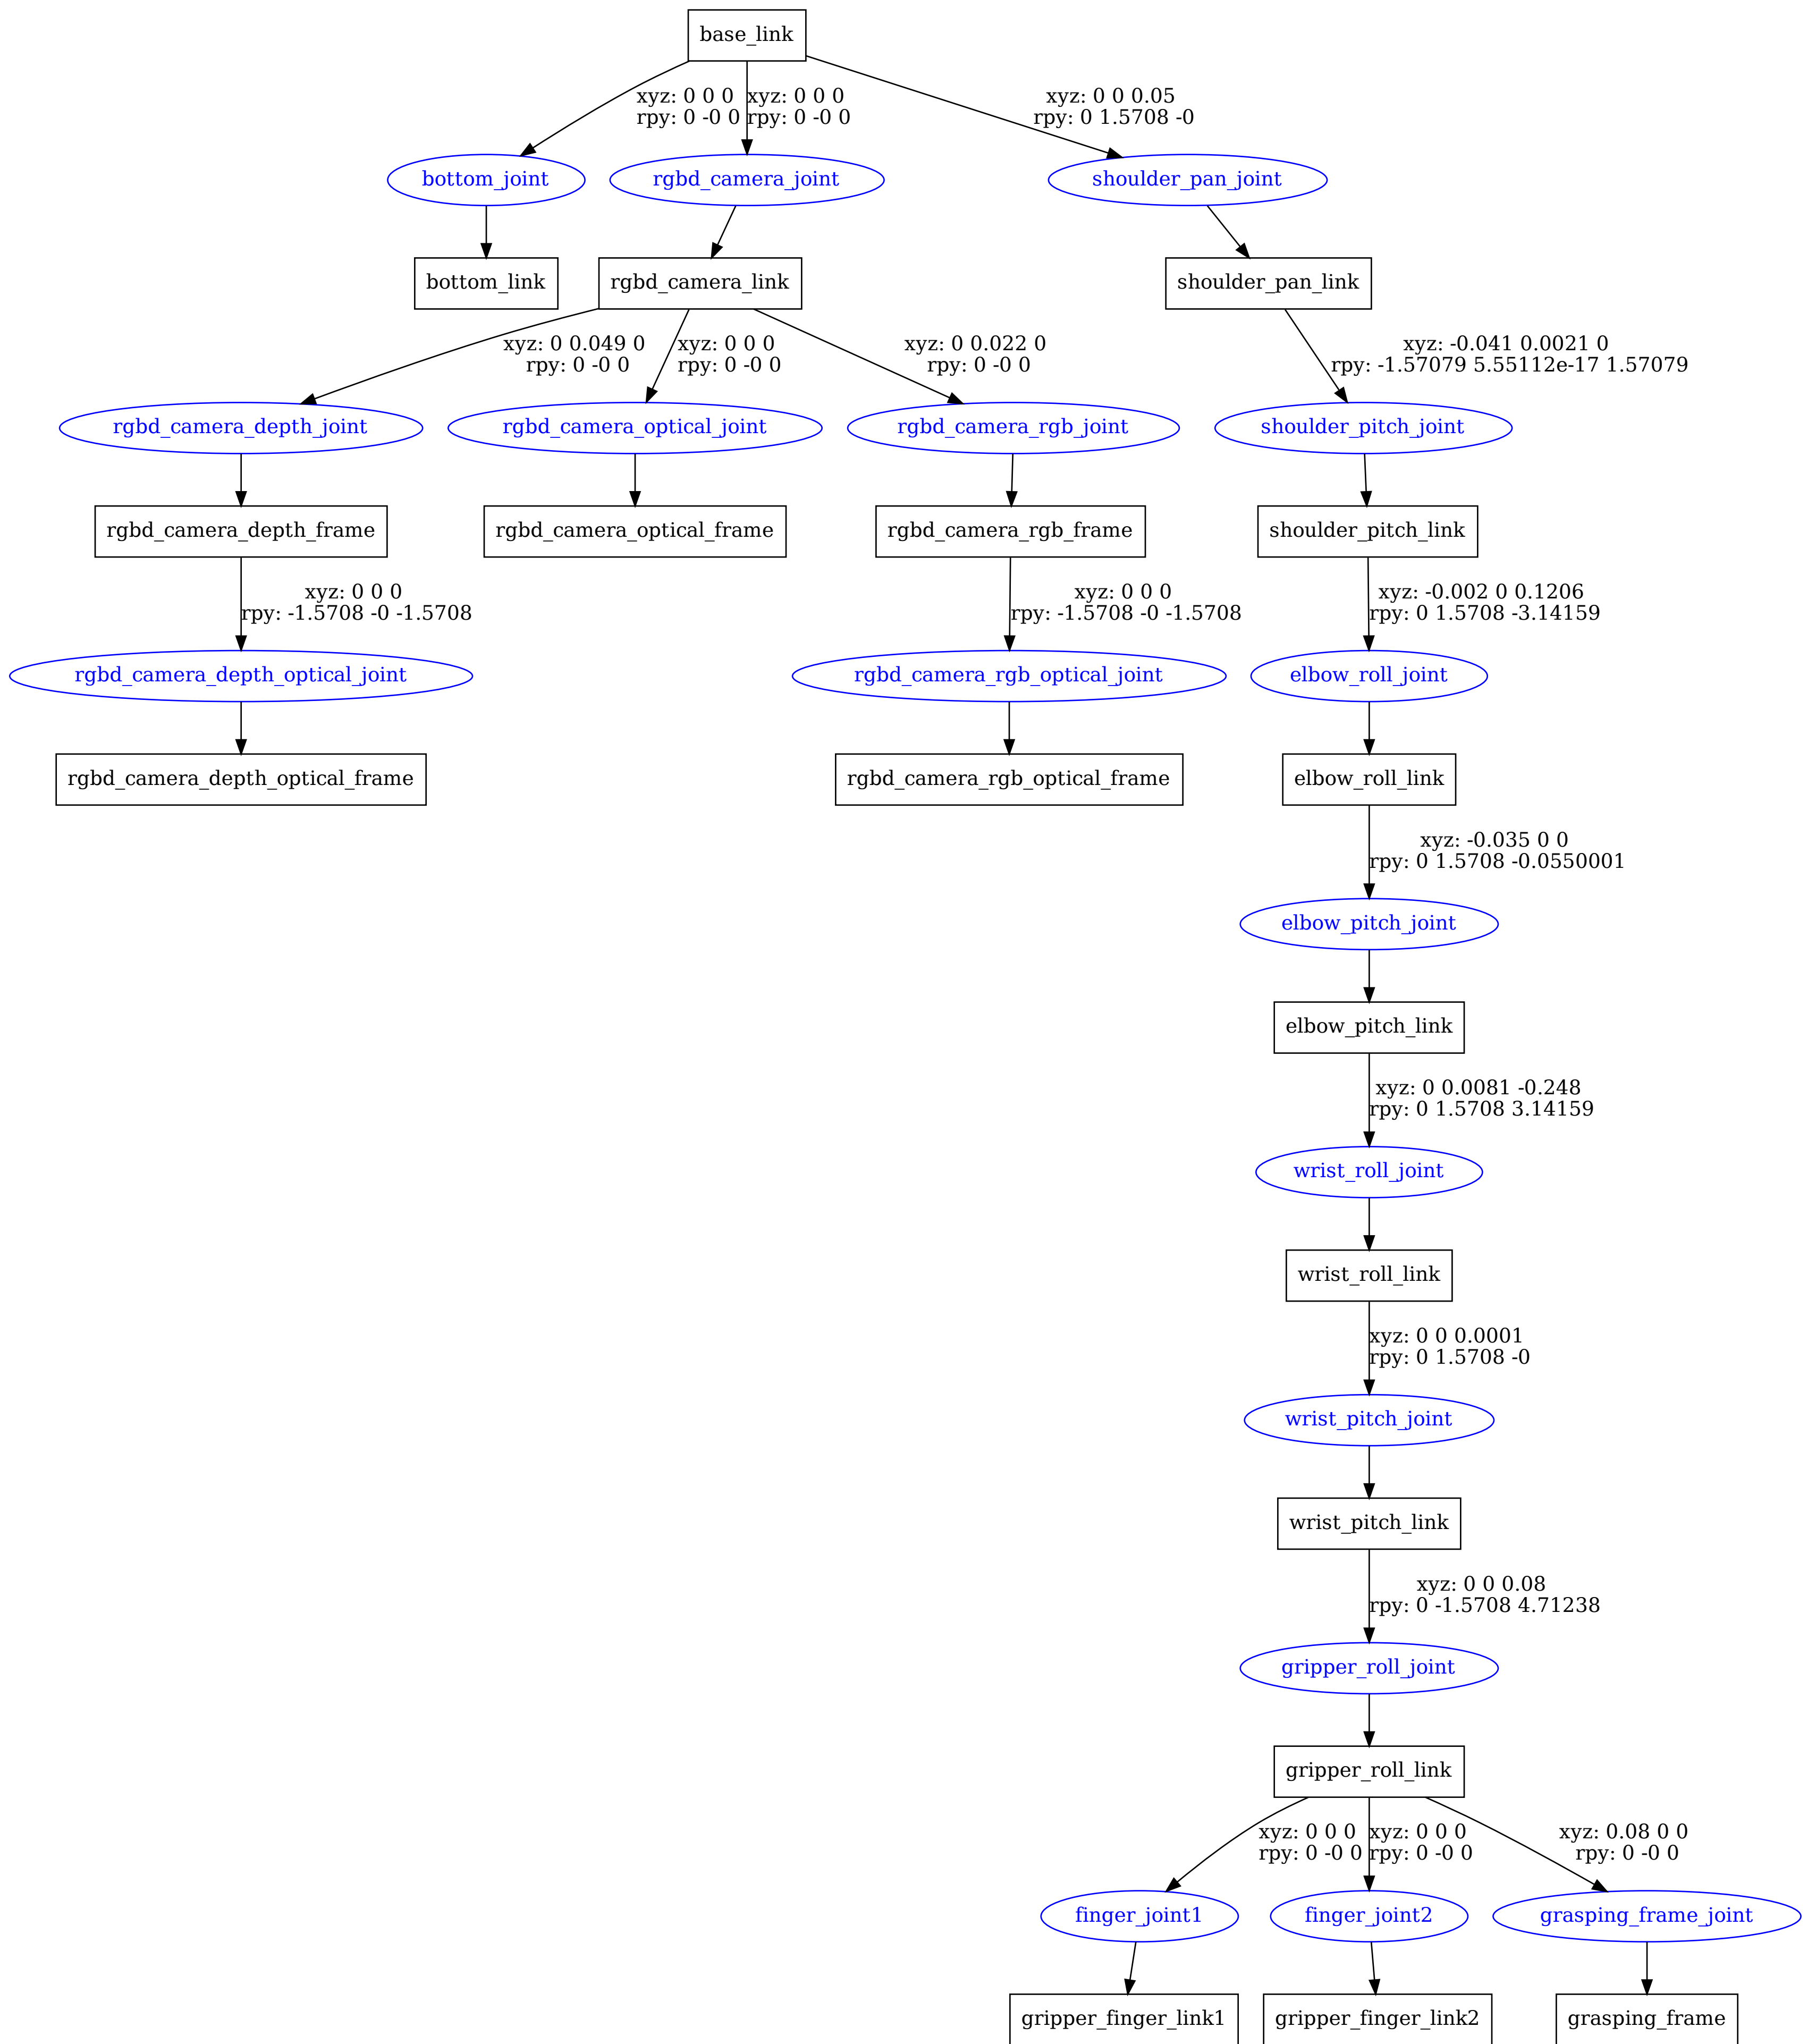 base_link
xyz: 0 0 0
rpy: 0 -0 0
xyz: 0 0 0
rpy: 0 -0 0
xyz: 0 0 0.05
rpy: 0 1.5708 -0
bottom_joint
rgbd_camera_joint
shoulder_pan_joint
bottom_link
rgbd_camera_link
shoulder_pan_link
xyz: 0 0.049 0
rpy: 0 -0 0
xyz: 0 0 0
rpy: 0 -0 0
xyz: 0 0.022 0
rpy: 0 -0 0
xyz: -0.041 0.0021 0
rpy: -1.57079 5.55112e-17 1.57079
rgbd_camera_depth_joint
rgbd_camera_optical_joint
rgbd_camera_rgb_joint
shoulder_pitch_joint
rgbd_camera_depth_frame
rgbd_camera_optical_frame
rgbd_camera_rgb_frame
shoulder_pitch_link
xyz: 0 0 0
rpy: -1.5708 -0 -1.5708
xyz: 0 0 0
rpy: -1.5708 -0 -1.5708
xyz: -0.002 0 0.1206
rpy: 0 1.5708 -3.14159
rgbd_camera_depth_optical_joint
rgbd_camera_rgb_optical_joint
elbow_roll_joint
rgbd_camera_depth_optical_frame
rgbd_camera_rgb_optical_frame
elbow_roll_link
xyz: -0.035 0 0
rpy: 0 1.5708 -0.0550001
elbow_pitch_joint
elbow_pitch_link
xyz: 0 0.0081 -0.248
rpy: 0 1.5708 3.14159
wrist_roll_joint
wrist_roll_link
xyz: 0 0 0.0001
rpy: 0 1.5708 -0
wrist_pitch_joint
wrist_pitch_link
xyz: 0 0 0.08
rpy: 0 -1.5708 4.71238
gripper_roll_joint
gripper_roll_link
xyz: 0 0 0
rpy: 0 -0 0
xyz: 0 0 0
rpy: 0 -0 0
xyz: 0.08 0 0
rpy: 0 -0 0
finger_joint1
finger_joint2
grasping_frame_joint
gripper_finger_link1
gripper_finger_link2
grasping_frame